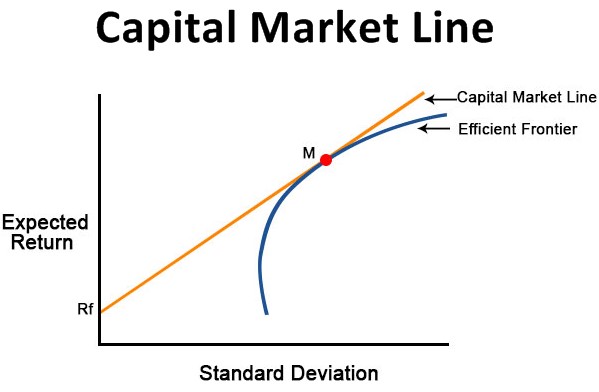 Capital Market Line
Capital Market Line
Efficient Frontier
M
Expected
Return
Rf
Standard Deviation